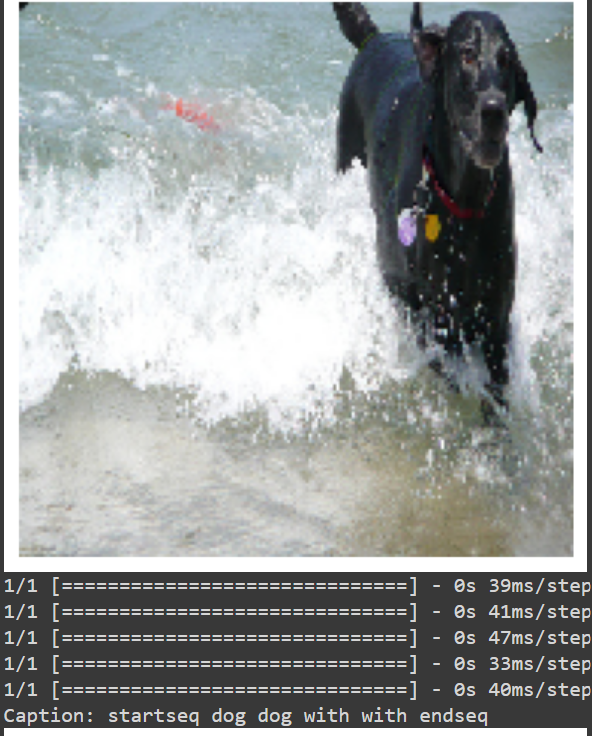 1/1 [==============================] - 0s 39ms/step
1/1 [==============================] - 0s 41ms/step
1/1 [==============================] - 0s 47ms/step
1/1 [==============================] - 0s 33ms/step
1/1 [==============================] - 0s 40ms/step
Caption: startseq dog dog with with endseq